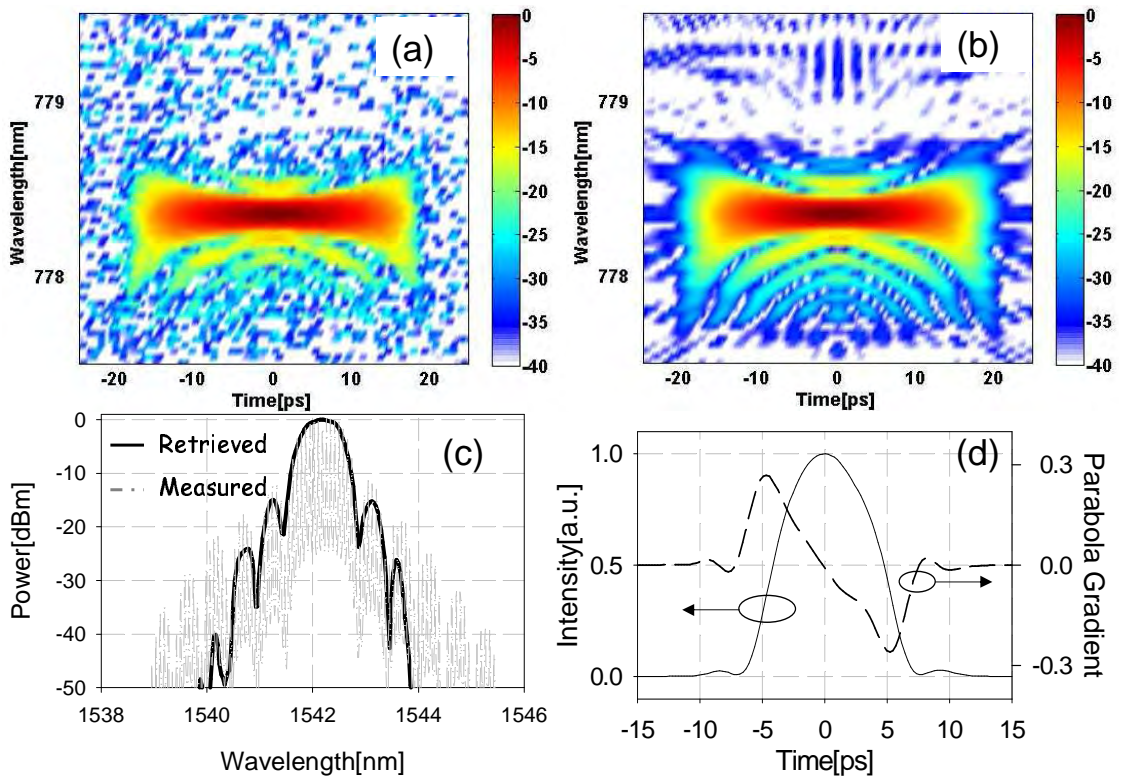 (a)
Wavelength[nm]
779
778
-20 -10 0 10 20
Time[ps]
0
-5
-10
-15
-20
-25
-30
-35
-40
(b)
Wavelength[nm]
779
778
-20 -10 0 10 20
Time[ps]
0
-5
-10
-15
-20
-25
-30
-35
-40
(c)
Retrieved
Measured
Power[dBm]
0
-10
-20
-30
-40
-50
1538 1540 1542 1544 1546
Wavelength[nm]
(d)
Intensity[a.u.]
1.0
0.5
0.0
Parabola Gradient
0.3
0.0
-0.3
-15 -10 -5 0 5 10 15
Time[ps]